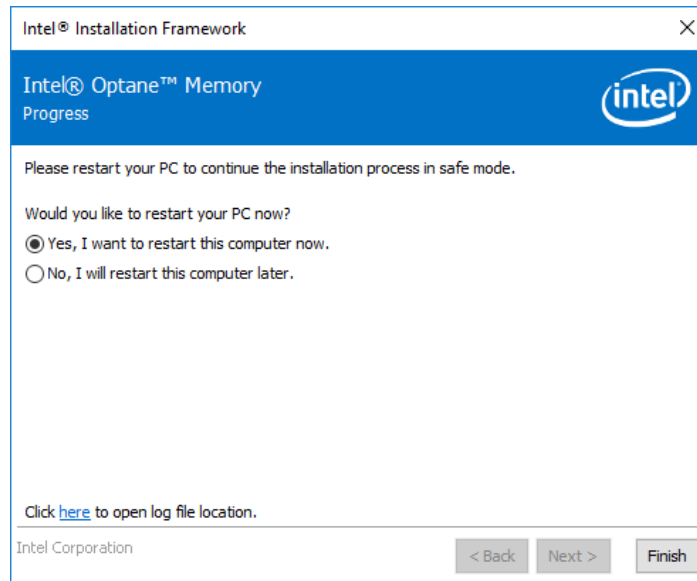 Intel® Installation Framework
Intel® Optane™ Memory
Progress
intel
Please restart your PC to continue the installation process in safe mode.
Would you like to restart your PC now?
Yes, I want to restart this computer now.
No, I will restart this computer later.
Click here to open log file location.
Intel Corporation
< Back
Next >
Finish